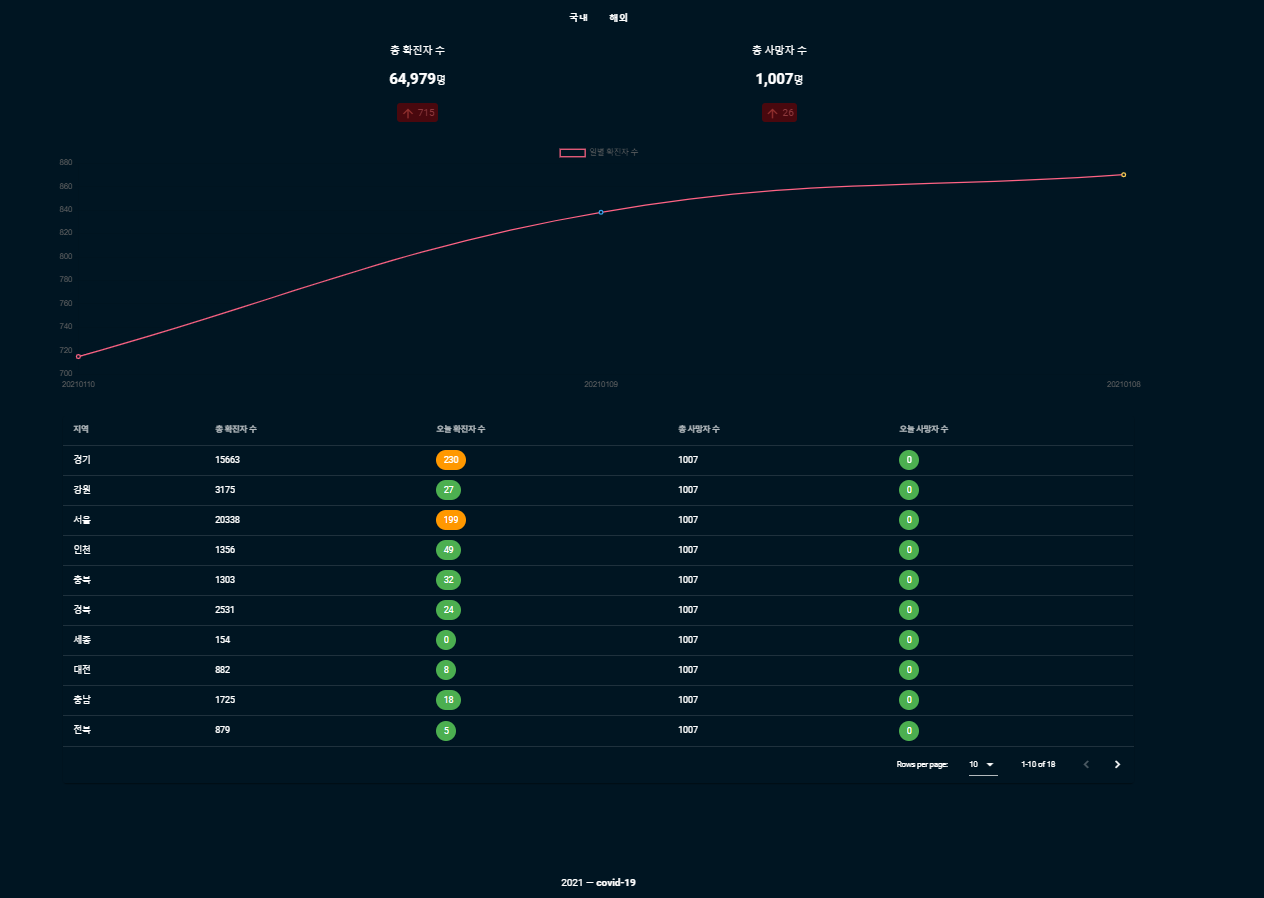 국내 해외
총 확진자 수 총 사망자 수
64,979명 1,007명
715 26
일별 확진자 수
880
860
840
820
800
780
760
740
720
700
20210110 20210109 20210108
지역 총 확진자 수 오늘 확진자 수 총 사망자 수 오늘 사망자 수
경기 15663 230 1007 0
강원 3175 27 1007 0
서울 20338 199 1007 0
인천 1356 49 1007 0
충북 1303 32 1007 0
경북 2531 24 1007 0
세종 154 0 1007 0
대전 882 8 1007 0
충남 1725 18 1007 0
전북 879 5 1007 0
Rows per page: 10 1-10 of 18
2021 — covid-19